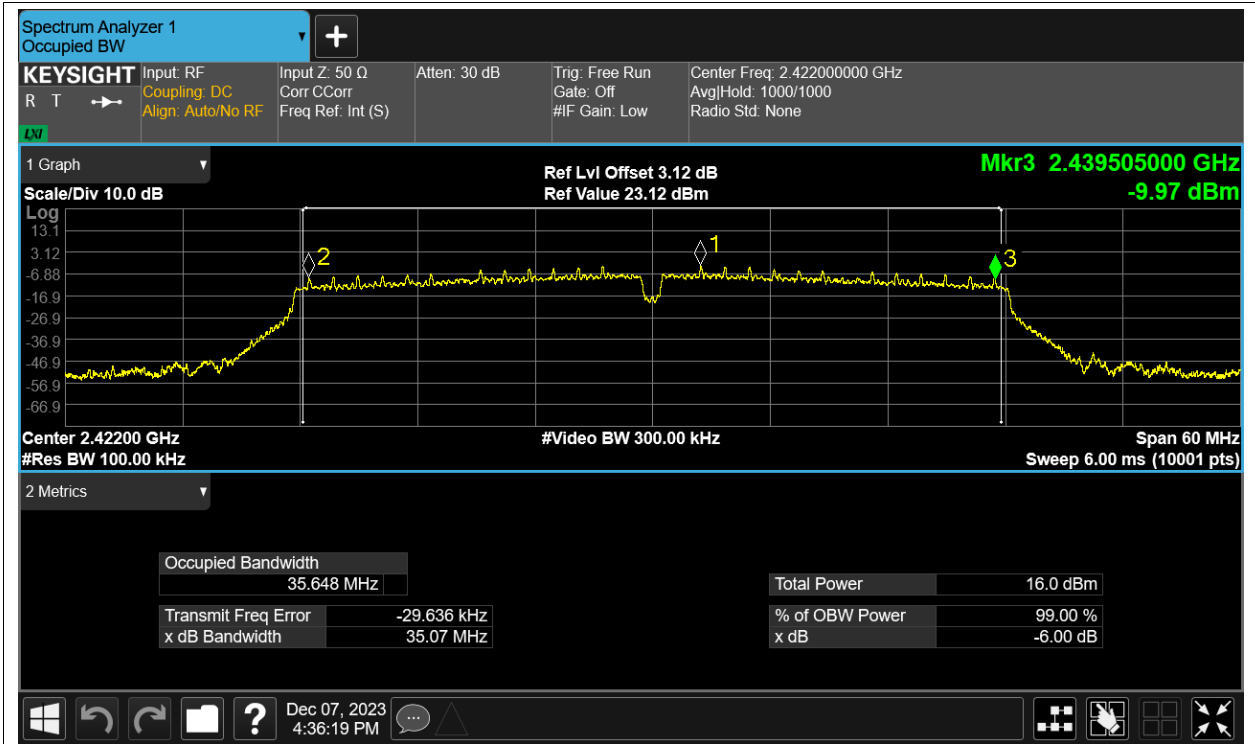 Spectrum Analyzer 1
Occupied BW
KEYSIGHT
R T
LXI
Input: RF
Coupling: DC
Align: Auto/No RF
Input Z: 50 Ω
Corr CCorr
Freq Ref: Int (S)
Atten: 30 dB
Trig: Free Run
Gate: Off
#IF Gain: Low
Center Freq: 2.422000000 GHz
Avg|Hold: 1000/1000
Radio Std: None
1 Graph
Scale/Div 10.0 dB
Ref Lvl Offset 3.12 dB
Ref Value 23.12 dBm
Mkr3 2.439505000 GHz
-9.97 dBm
Log
13.1
3.12
-6.88
-16.9
-26.9
-36.9
-46.9
-56.9
-66.9
2
1
3
Center 2.42200 GHz
#Res BW 100.00 kHz
#Video BW 300.00 kHz
Span 60 MHz
Sweep 6.00 ms (10001 pts)
2 Metrics
Occupied Bandwidth
35.648 MHz
Transmit Freq Error -29.636 kHz
x dB Bandwidth 35.07 MHz
Total Power 16.0 dBm
% of OBW Power 99.00 %
x dB -6.00 dB
?
Dec 07, 2023
4:36:19 PM